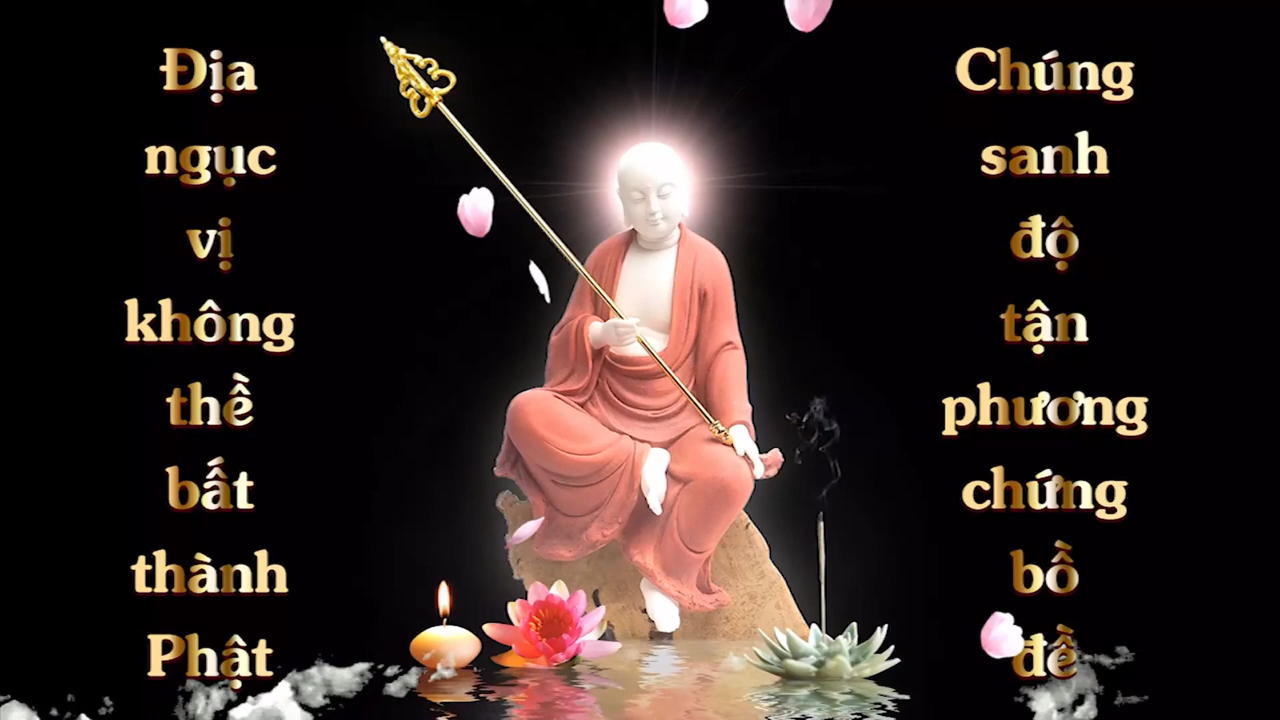 Địa
ngục
vị
không
thề
bất
thành
Phật
Chúng
sanh
độ
tận
phương
chứng
bồ
đề